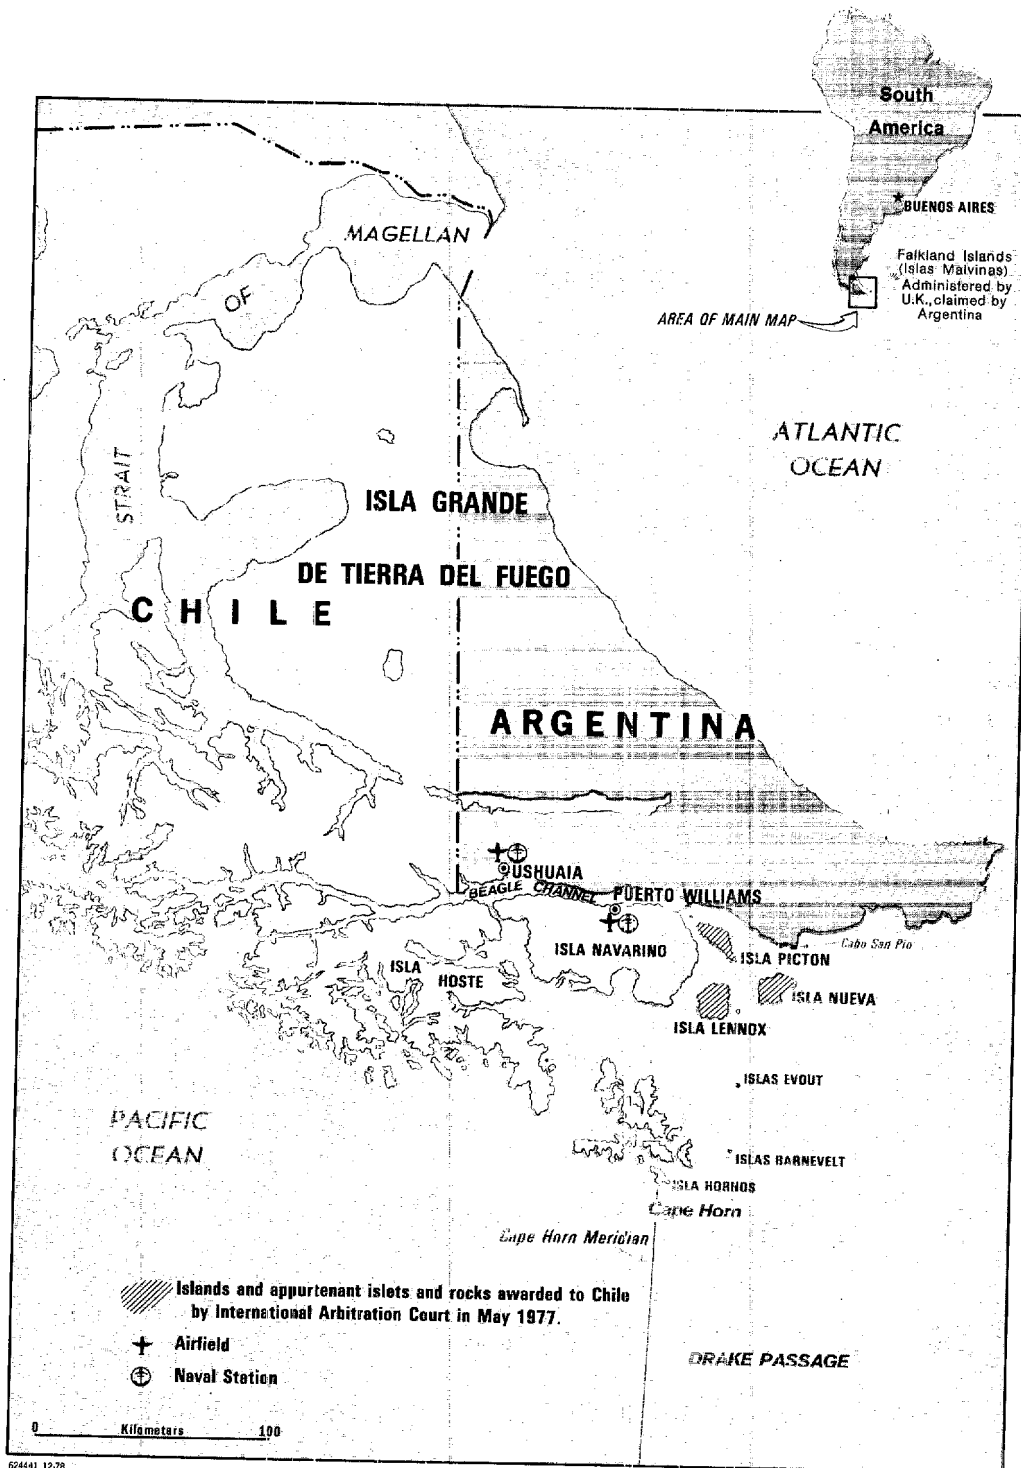 South
America
BUENOS AIRES
Falkland Islands
(Islas Malvinas)
Administered by
U.K., claimed by
Argentina
AREA OF MAIN MAP
MAGELLAN
OF
STRAIT
ATLANTIC
OCEAN
ISLA GRANDE
DE TIERRA DEL FUEGO
CHILE
ARGENTINA
USHUAIA
BEAGLE CHANNEL
PUERTO WILLIAMS
Cabo San Pio
ISLA NAVARINO
ISLA PICTON
ISLA
HOSTE
ISLA NUEVA
ISLA LENNOX
ISLAS EVOUT
PACIFIC
OCEAN
ISLAS BARNEVELT
ISLA HORNOS
Cape Horn
Cape Horn Meridian
Islands and appurtenant islets and rocks awarded to Chile
by International Arbitration Court in May 1977.
Airfield
Naval Station
DRAKE PASSAGE
0 Kilometers 100
624441 12-78